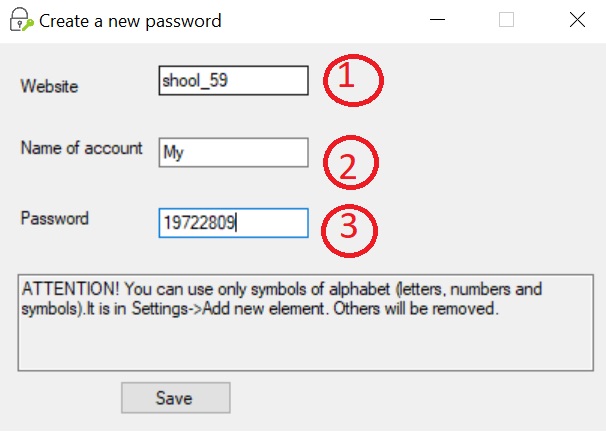 Create a new password
Website shool_59 1
Name of account My 2
Password 19722809 3
ATTENTION! You can use only symbols of alphabet (letters, numbers and
symbols).It is in Settings->Add new element. Others will be removed.
Save